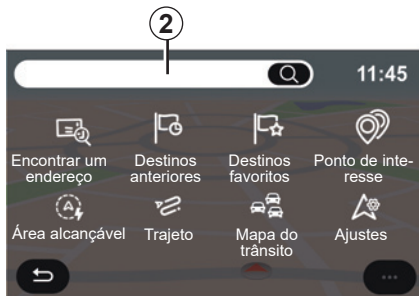 2
11:45
Encontrar um
endereço
Destinos
anteriores
Destinos
favoritos
Ponto de inte-
resse
Área alcançável
Trajeto
Mapa do
trânsito
Ajustes